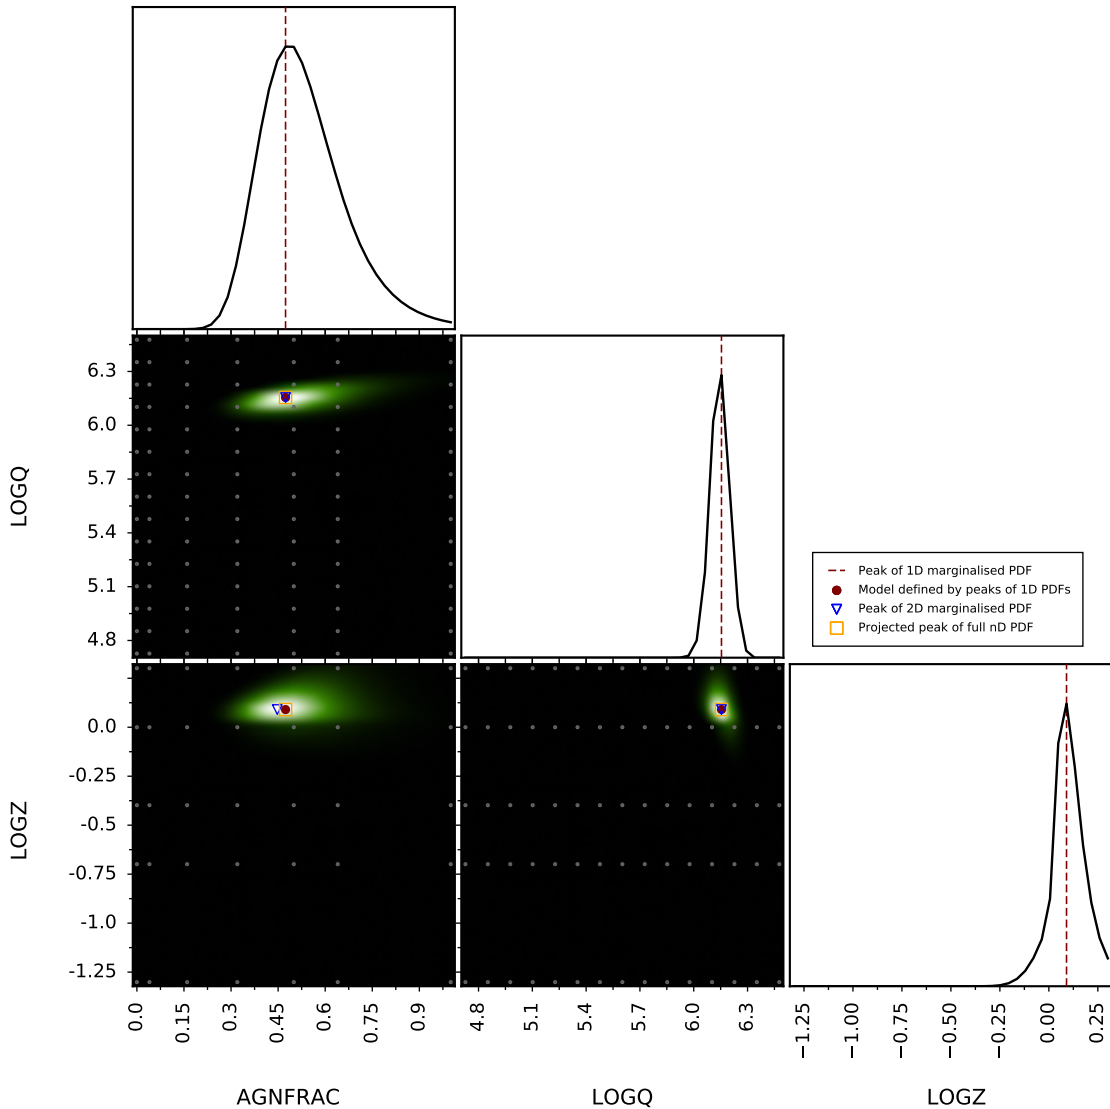 6.3
6.0
5.7
5.4
5.1
4.8
LOGQ
Peak of 1D marginalised PDF
Model defined by peaks of 1D PDFs
Peak of 2D marginalised PDF
Projected peak of full nD PDF
0.0
-0.25
-0.5
-0.75
-1.0
-1.25
LOGZ
0.0 0.15 0.3 0.45 0.6 0.75 0.9
4.8 5.1 5.4 5.7 6.0 6.3
−1.25 −1.00 −0.75 −0.50 −0.25 0.00 0.25
AGNFRAC LOGQ LOGZ